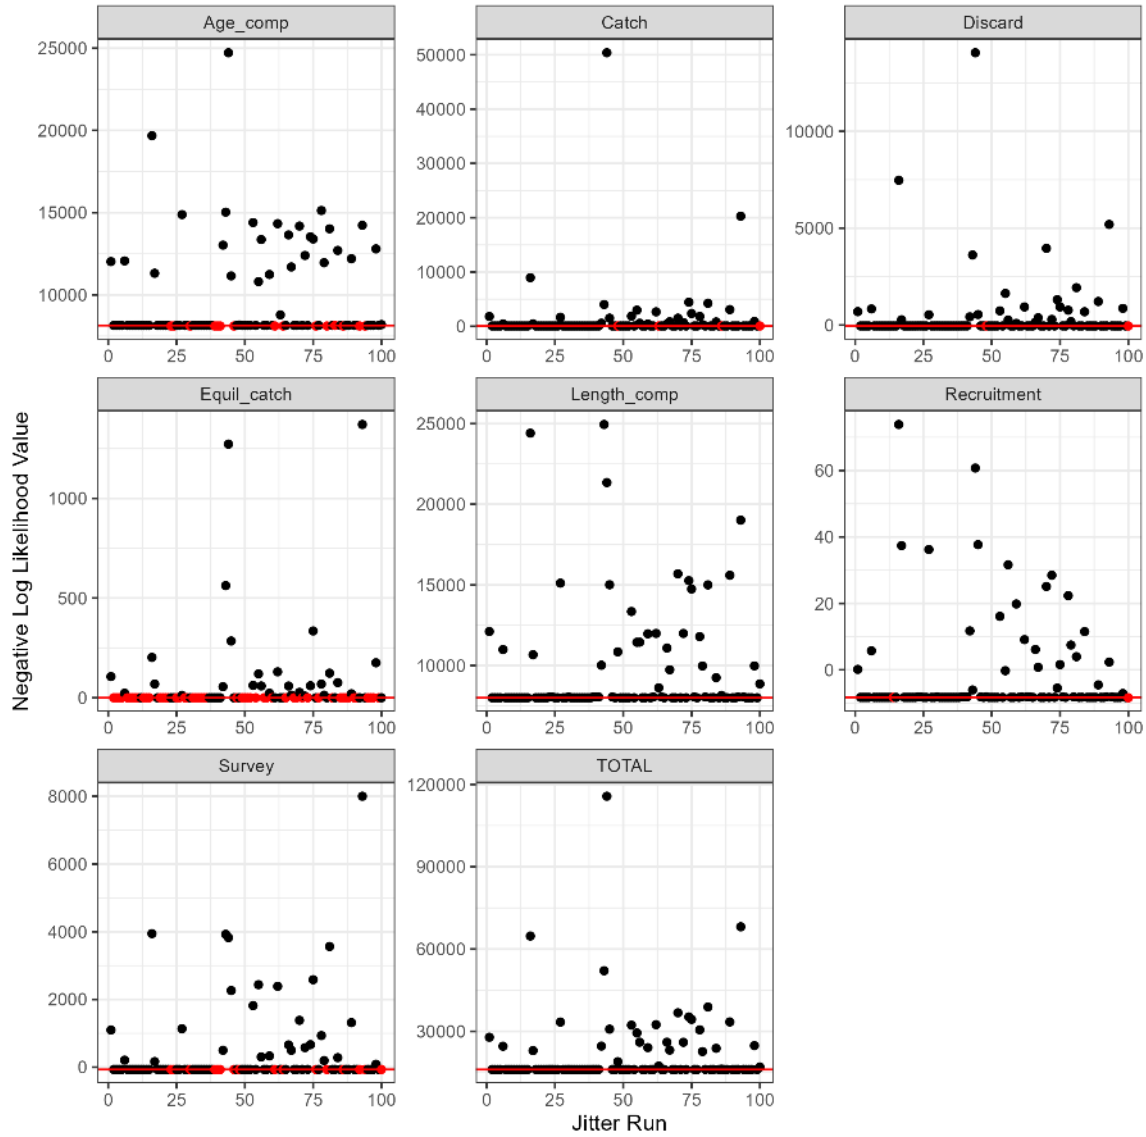 Age_comp
Catch
Discard
25000
20000
15000
10000
0 25 50 75 100
50000
40000
30000
20000
10000
0
0 25 50 75 100
10000
5000
0
0 25 50 75 100
Negative Log Likelihood Value
Equil_catch
Length_comp
Recruitment
1000
500
0
0 25 50 75 100
25000
20000
15000
10000
0 25 50 75 100
60
40
20
0
0 25 50 75 100
Survey
TOTAL
8000
6000
4000
2000
0
0 25 50 75 100
120000
90000
60000
30000
0 25 50 75 100
Jitter Run